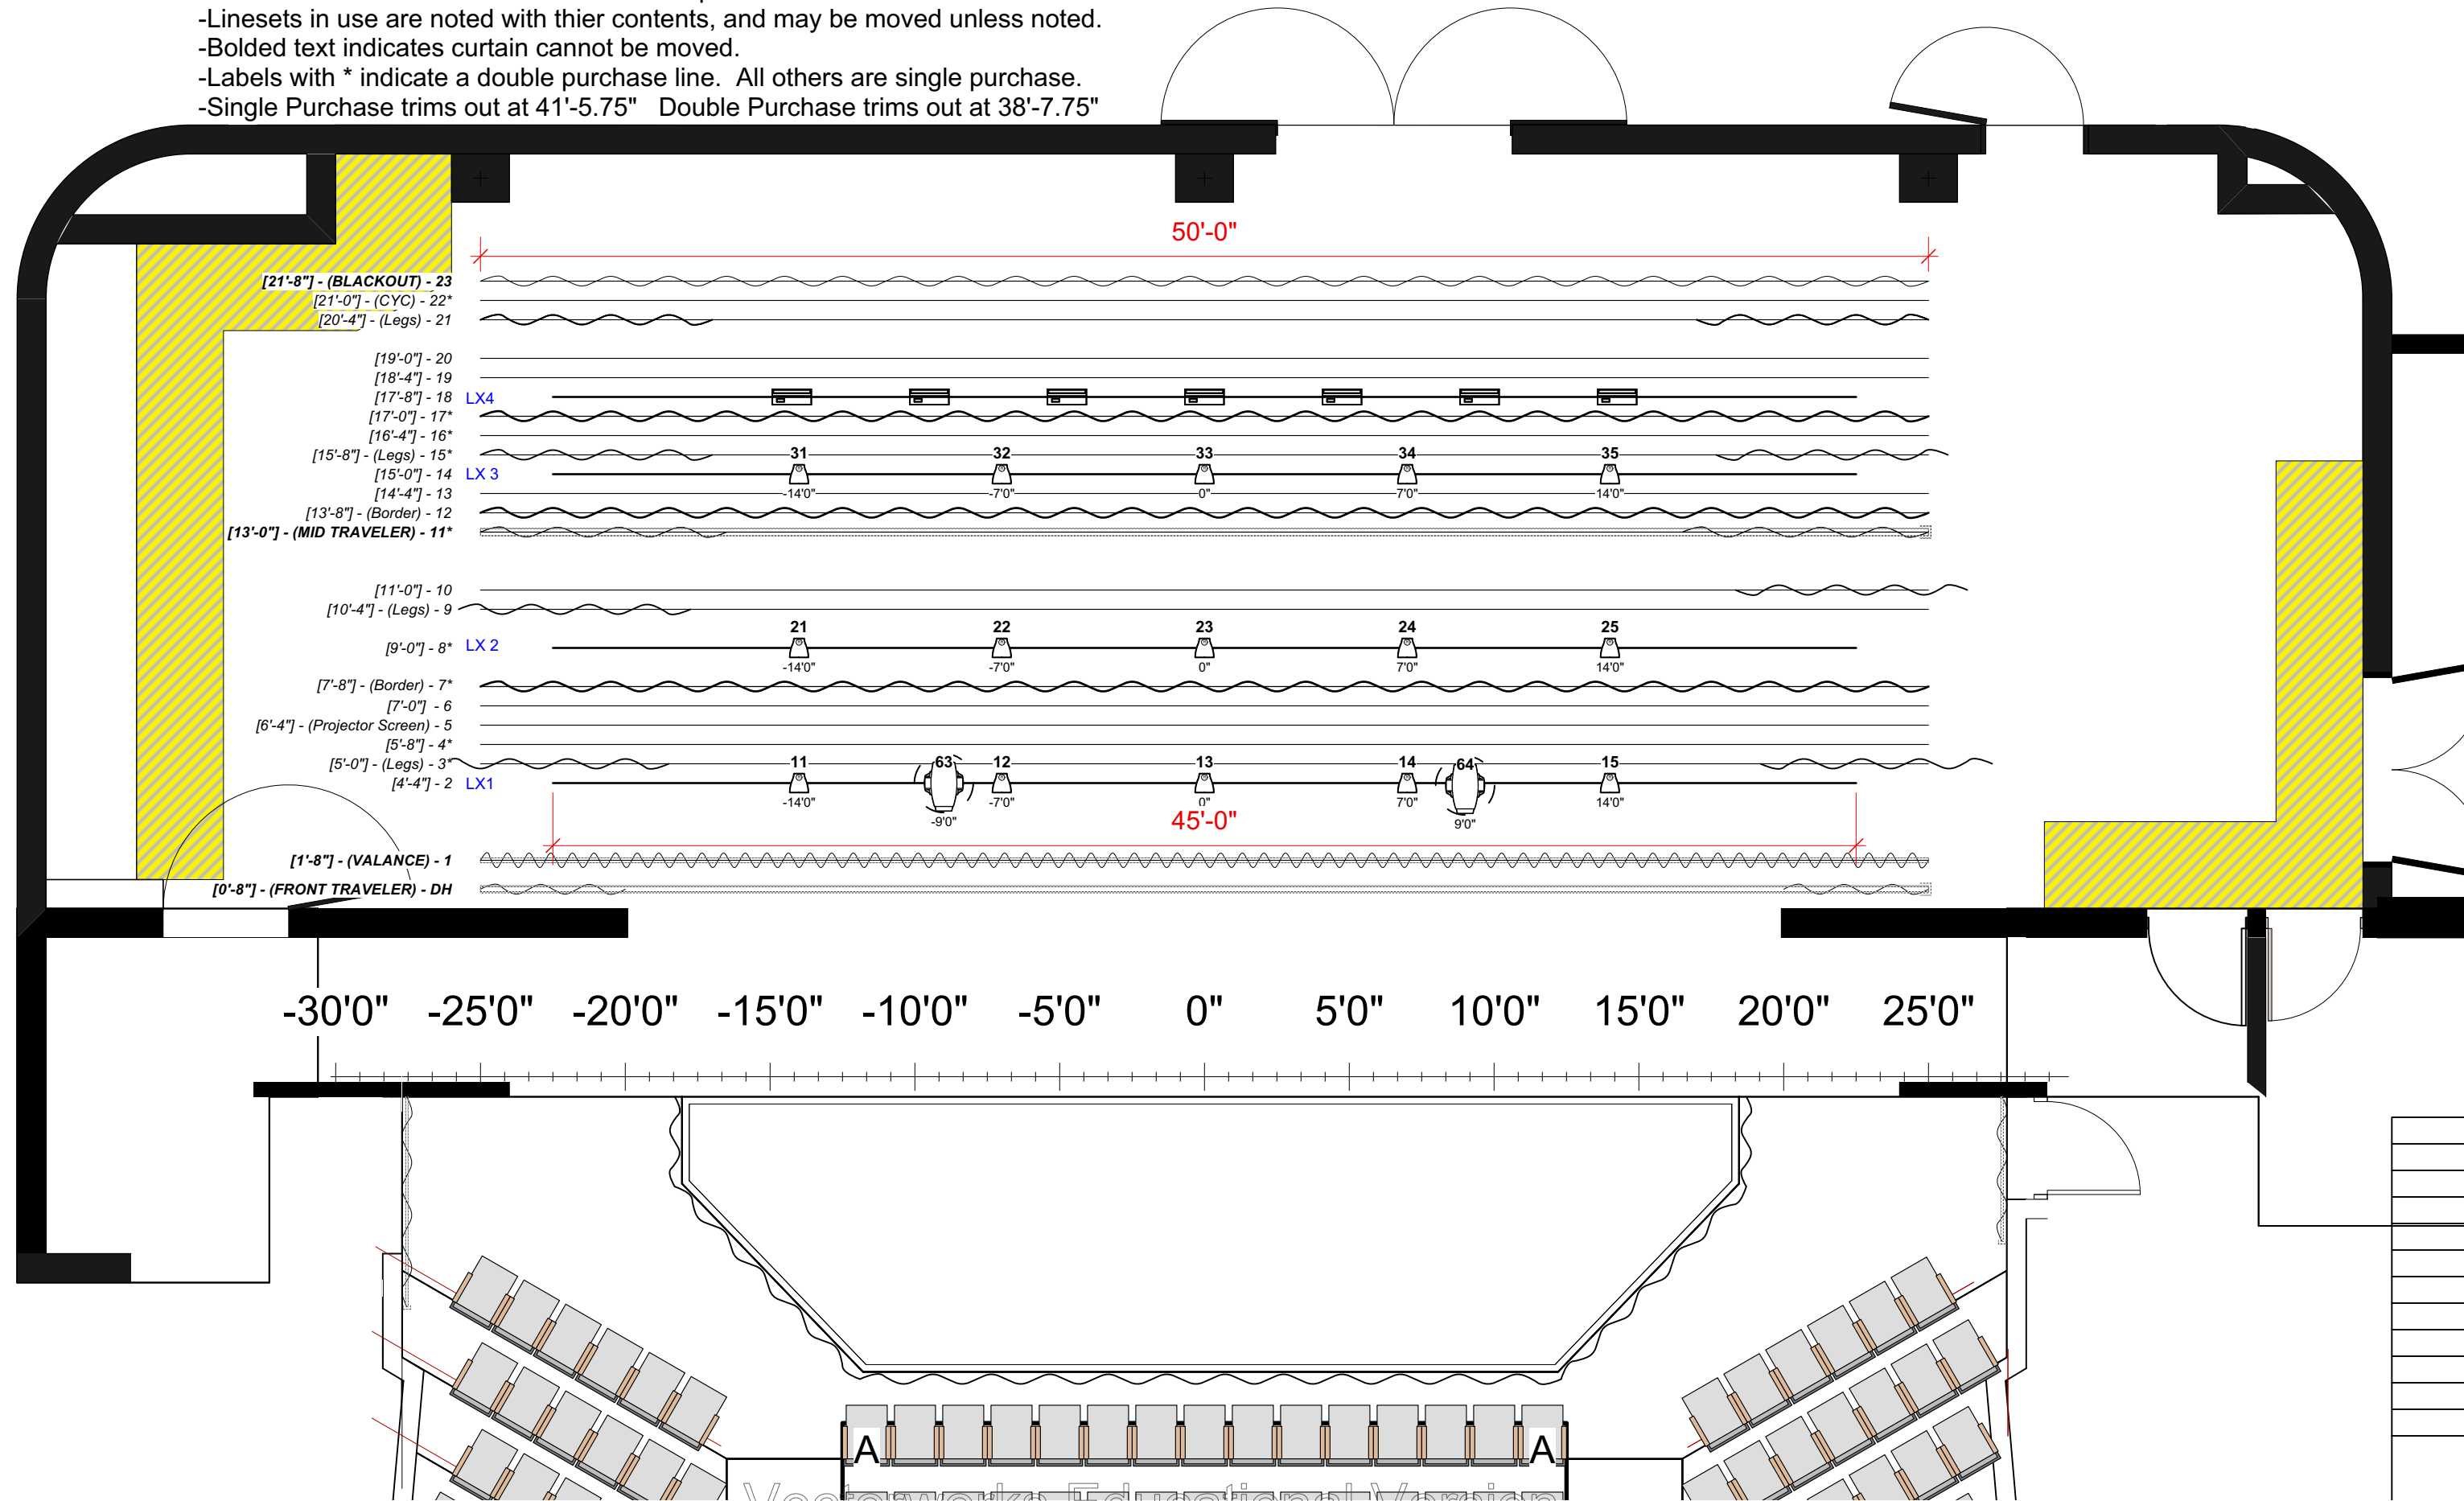 -Linesets in use are noted with thier contents, and may be moved unless noted.
-Bolded text indicates curtain cannot be moved.
-Labels with * indicate a double purchase line.  All others are single purchase.
-Single Purchase trims out at 41'-5.75"   Double Purchase trims out at 38'-7.75"
50'-0"
[21'-8"] - (BLACKOUT) - 23
[21'-0"] - (CYC) - 22*
[20'-4"] - (Legs) - 21
[19'-0"] - 20
[18'-4"] - 19
[17'-8"] - 18 LX4
[17'-0"] - 17*
[16'-4"] - 16*
[15'-8"] - (Legs) - 15* 31 32 33 34 35
[15'-0"] - 14 LX 3
[14'-4"] - 13 -14'0" -7'0" 0" 7'0" 14'0"
[13'-8"] - (Border) - 12
[13'-0"] - (MID TRAVELER) - 11*
[11'-0"] - 10
[10'-4"] - (Legs) - 9
21 22 23 24 25
[9'-0"] - 8* LX 2
-14'0" -7'0" 0" 7'0" 14'0"
[7'-8"] - (Border) - 7*
[7'-0"]  - 6
[6'-4"] - (Projector Screen) - 5
[5'-8"] - 4*
[5'-0"] - (Legs) - 3* 11 63 12 13 14 64 15
[4'-4"] - 2 LX1
-14'0" -7'0" 0" 7'0" 14'0"
-9'0" 45'-0" 9'0"
[1'-8"] - (VALANCE) - 1
[0'-8"] - (FRONT TRAVELER) - DH
-30'0" -25'0" -20'0" -15'0" -10'0" -5'0" 0" 5'0" 10'0" 15'0" 20'0" 25'0"
A A
Vectorworks Educational Version